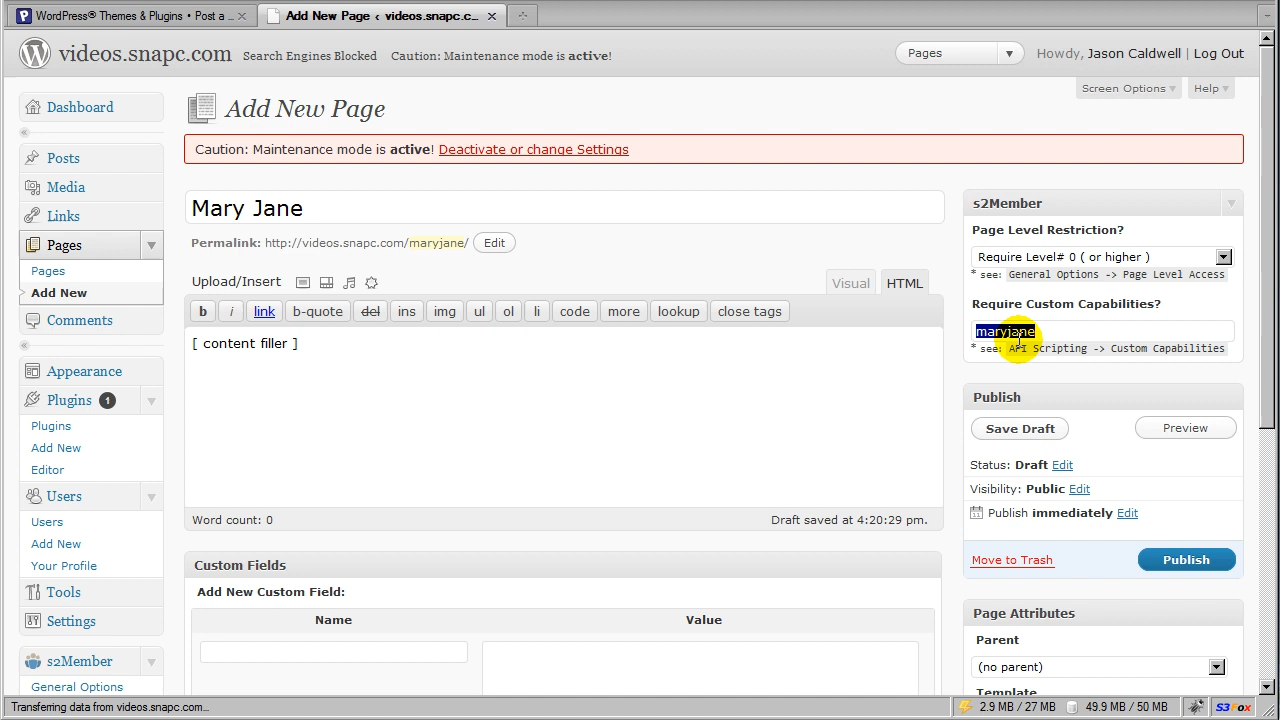 WordPress® Themes & Plugins • Post a ...
Add New Page ‹ videos.snapc.c...
videos.snapc.com
Search Engines Blocked
Caution: Maintenance mode is active!
Pages
Howdy, Jason Caldwell | Log Out
Screen Options
Help
Dashboard
Posts
Media
Links
Pages
Pages
Add New
Comments
Appearance
Plugins 1
Plugins
Add New
Editor
Users
Users
Add New
Your Profile
Tools
Settings
s2Member
General Options
Add New Page
Caution: Maintenance mode is active! Deactivate or change Settings
Mary Jane
Permalink: http://videos.snapc.com/maryjane/ Edit
Upload/Insert
Visual
HTML
b i link b-quote del ins img ul ol li code more lookup close tags
[ content filler ]
Word count: 0
Draft saved at 4:20:29 pm.
Custom Fields
Add New Custom Field:
Name
Value
s2Member
Page Level Restriction?
Require Level# 0 ( or higher )
* see: General Options -> Page Level Access
Require Custom Capabilities?
maryjane
* see: API Scripting -> Custom Capabilities
Publish
Save Draft
Preview
Status: Draft Edit
Visibility: Public Edit
Publish immediately Edit
Move to Trash
Publish
Page Attributes
Parent
(no parent)
Template
Transferring data from videos.snapc.com...
2.9 MB / 27 MB
49.9 MB / 50 MB
S3Fox